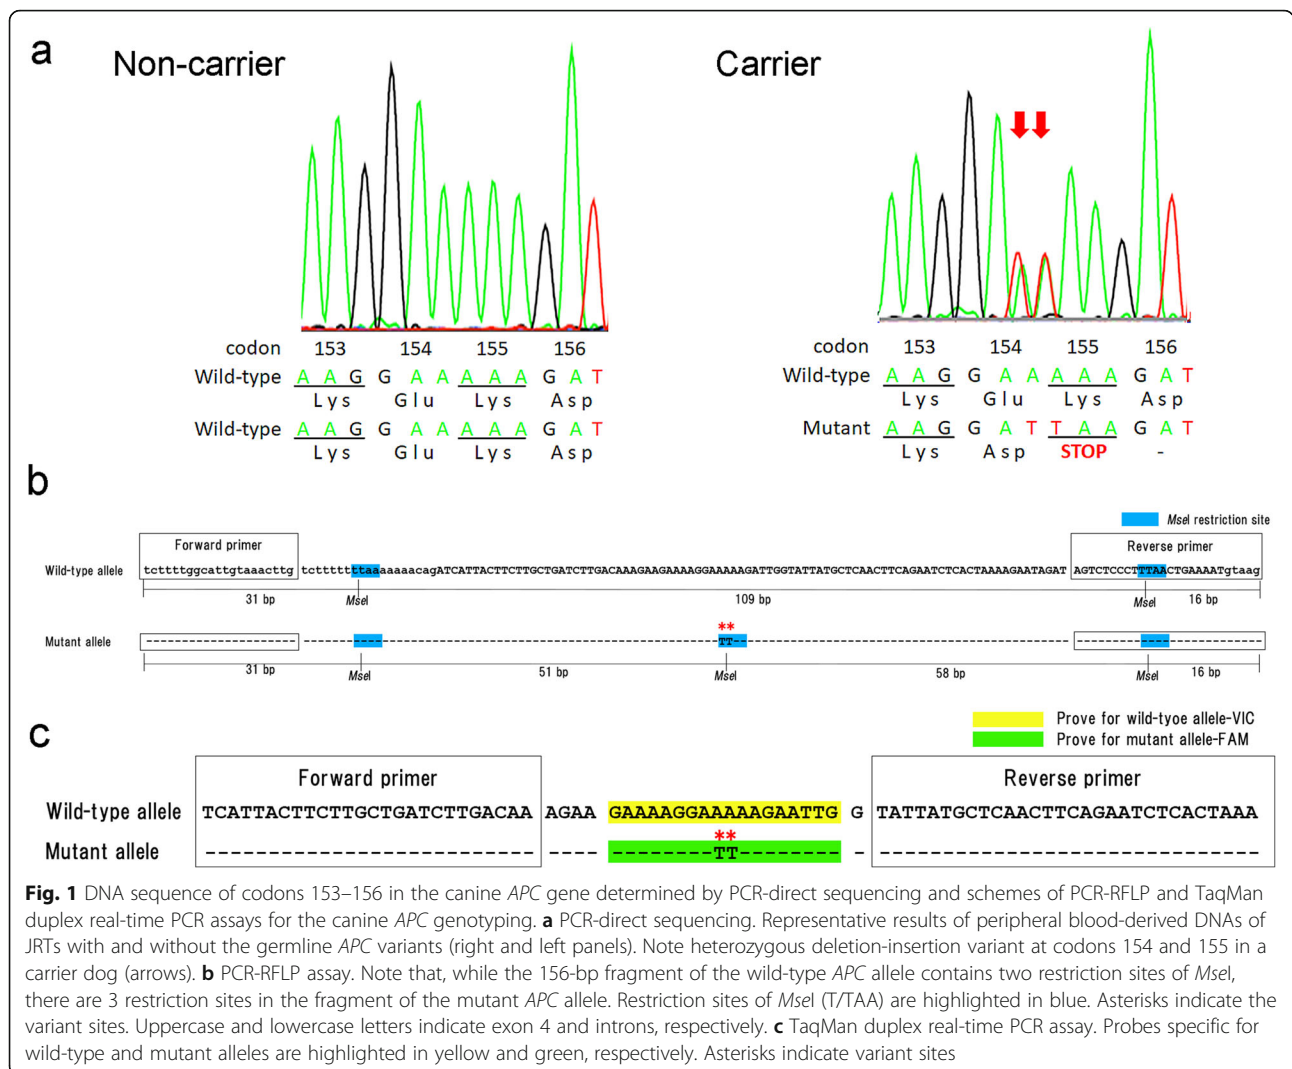 a
Non-carrier
Carrier
codon 153 154 155 156
Wild-type A A G G A A A A A G A T
Lys Glu Lys Asp
Wild-type A A G G A A A A A G A T
Lys Glu Lys Asp
codon 153 154 155 156
Wild-type A A G G A A A A A G A T
Lys Glu Lys Asp
Mutant A A G G A T T A A G A T
Lys Asp STOP -
b
MseI restriction site
Forward primer
Reverse primer
Wild-type allele tcttttggcattgtaaacttg tctttttttttaaaaaaaacagATCATTACTTCTTGCTGATCTTGACAAAGAAGAAAAGGAAAAAGATTGGTATTATGCTCAACTTCAGAATCTCACTAAAAGAATAGAT AGTCTCCCTTTAACTGAAAATgtaag
31 bp MseI 109 bp MseI 16 bp
**
Mutant allele TT
31 bp MseI 51 bp MseI 58 bp MseI 16 bp
c
Prove for wild-tyoe allele-VIC
Prove for mutant allele-FAM
Forward primer
Reverse primer
Wild-type allele TCATTACTTCTTGCTGATCTTGACAA AGAA GAAAAGGAAAAAGAATTG G TATTATGCTCAACTTCAGAATCTCACTAAA
**
Mutant allele -------------------------- ---- --------TT-------- - ------------------------------
Fig. 1 DNA sequence of codons 153–156 in the canine APC gene determined by PCR-direct sequencing and schemes of PCR-RFLP and TaqMan
duplex real-time PCR assays for the canine APC genotyping. a PCR-direct sequencing. Representative results of peripheral blood-derived DNAs of
JRTs with and without the germline APC variants (right and left panels). Note heterozygous deletion-insertion variant at codons 154 and 155 in a
carrier dog (arrows). b PCR-RFLP assay. Note that, while the 156-bp fragment of the wild-type APC allele contains two restriction sites of MseI,
there are 3 restriction sites in the fragment of the mutant APC allele. Restriction sites of MseI (T/TAA) are highlighted in blue. Asterisks indicate the
variant sites. Uppercase and lowercase letters indicate exon 4 and introns, respectively. c TaqMan duplex real-time PCR assay. Probes specific for
wild-type and mutant alleles are highlighted in yellow and green, respectively. Asterisks indicate variant sites